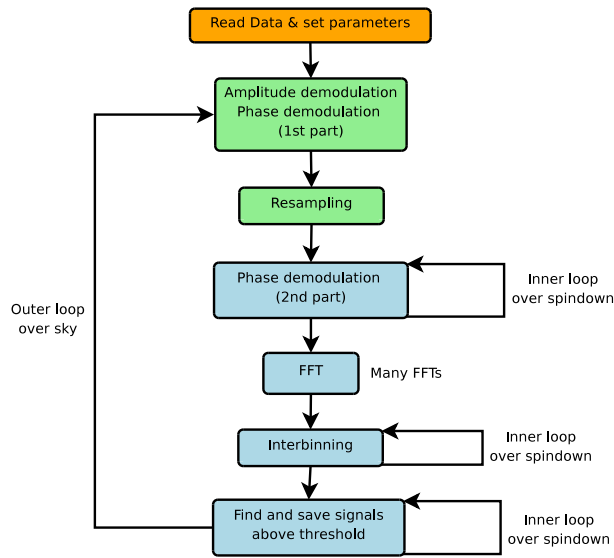 Read Data & set parameters
Amplitude demodulation
Phase demodulation
(1st part)
Resampling
Phase demodulation
(2nd part)
Inner loop
over spindown
Outer loop
over sky
FFT
Many FFTs
Interbinning
Inner loop
over spindown
Find and save signals
above threshold
Inner loop
over spindown